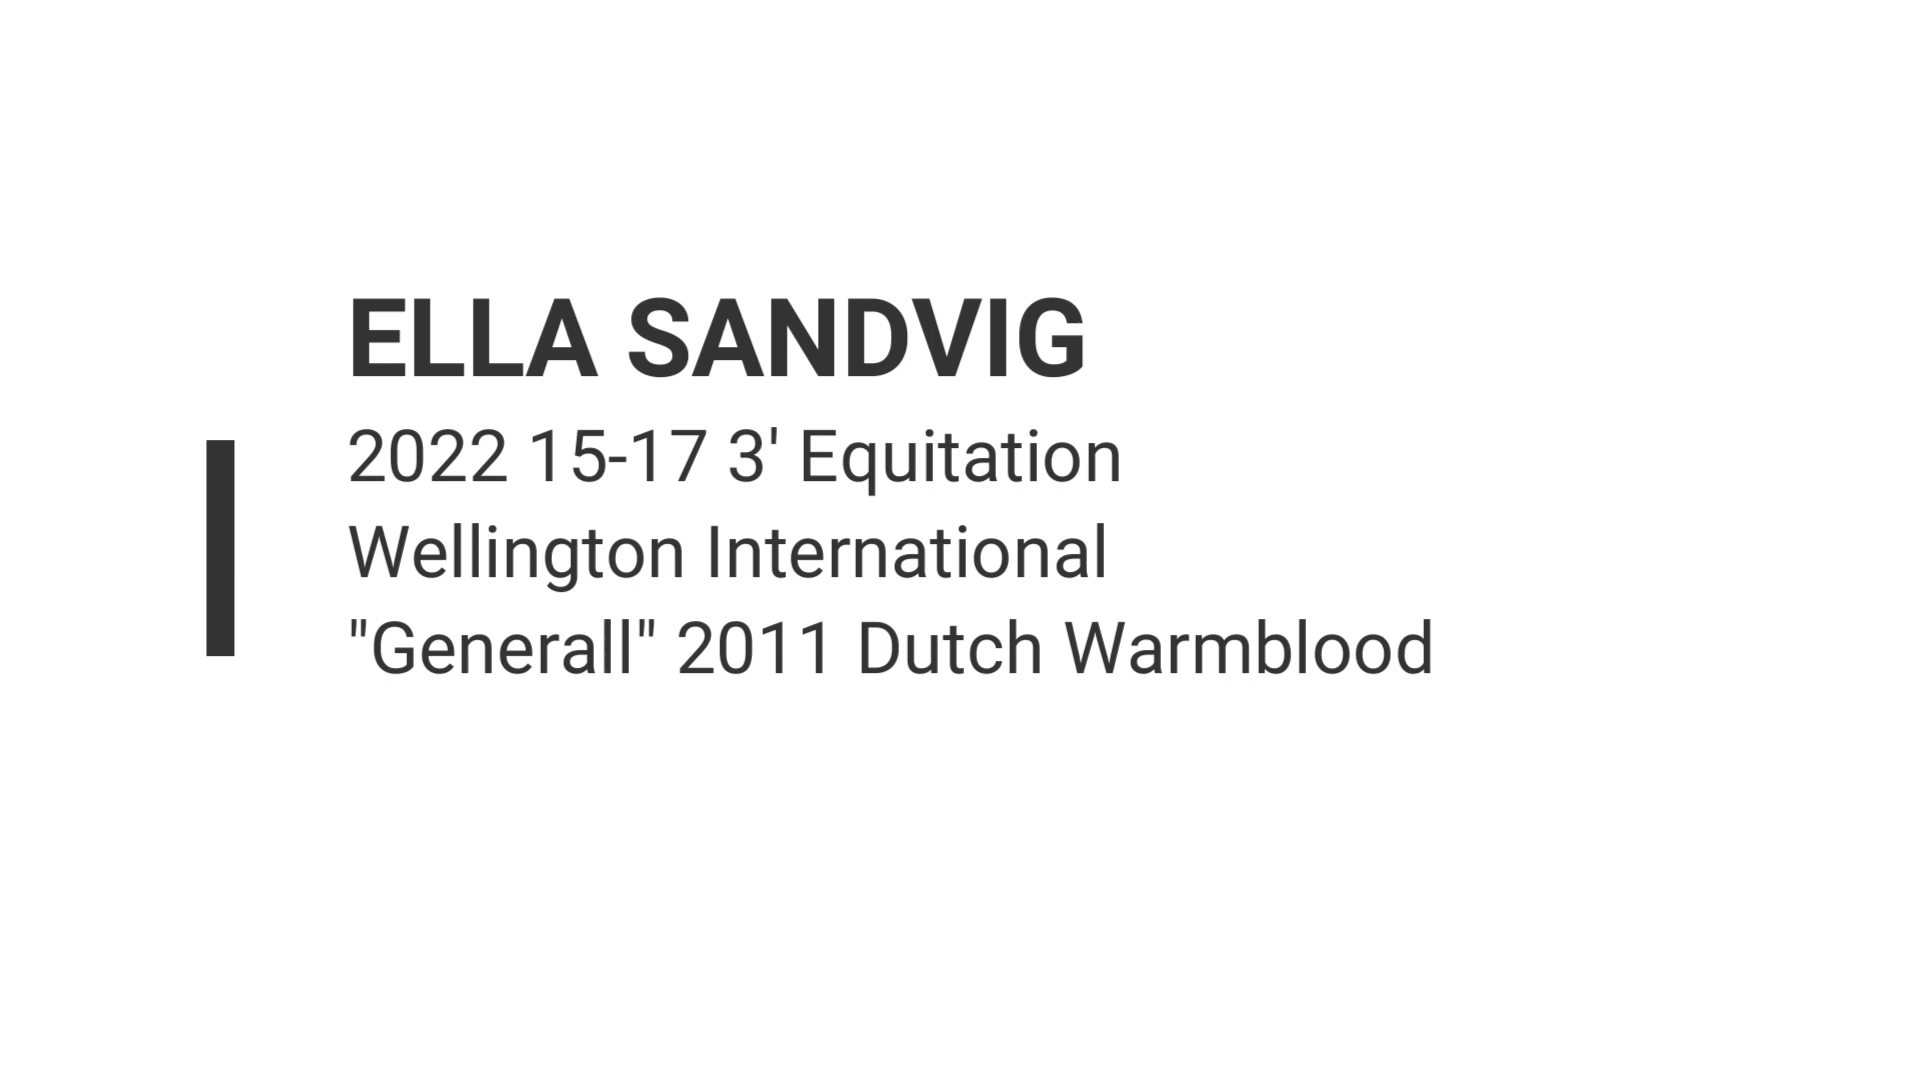 ELLA SANDVIG
2022 15-17 3' Equitation
Wellington International
"Generall" 2011 Dutch Warmblood